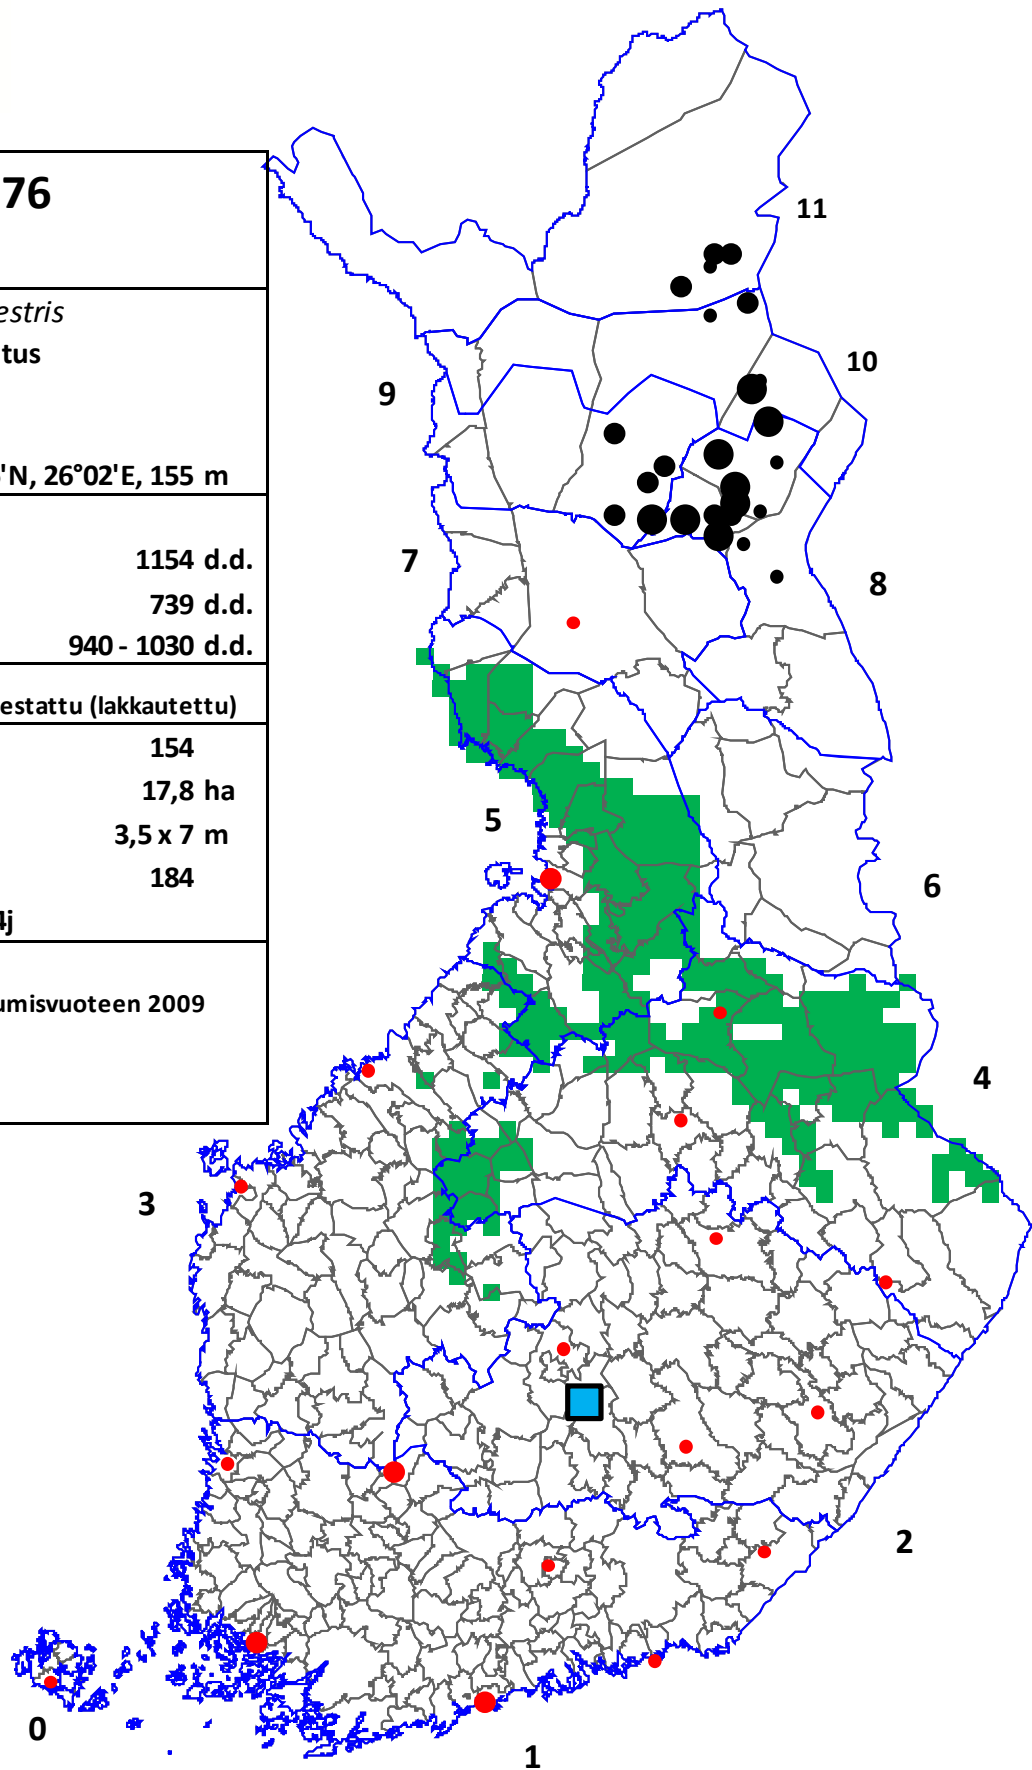 76
estris
tus
'N, 26°02'E, 155 m
1154 d.d.
739 d.d.
940 - 1030 d.d.
estattu (lakkautettu)
154
17,8 ha
3,5 x 7 m
184
4j
umisvuoteen 2009
11
10
9
8
7
6
5
4
3
2
1
0